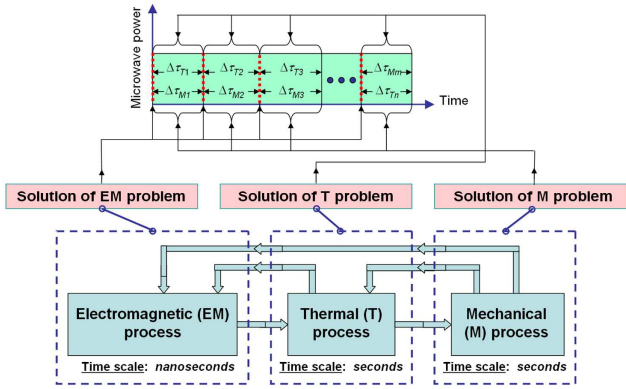 Microwave power
Δτ_T1 Δτ_T2 Δτ_T3 Δτ_Mm
Δτ_M1 Δτ_M2 Δτ_M3 Δτ_Tn
Time
Solution of EM problem
Solution of T problem
Solution of M problem
Electromagnetic (EM)
process
Thermal (T)
process
Mechanical
(M) process
Time scale: nanoseconds
Time scale: seconds
Time scale: seconds